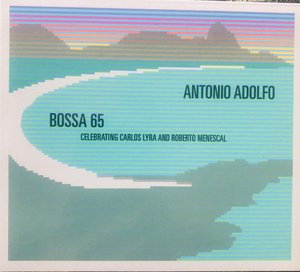 ANTONIO ADOLFO
BOSSA 65
CELEBRATING CARLOS LYRA AND ROBERTO MENESCAL